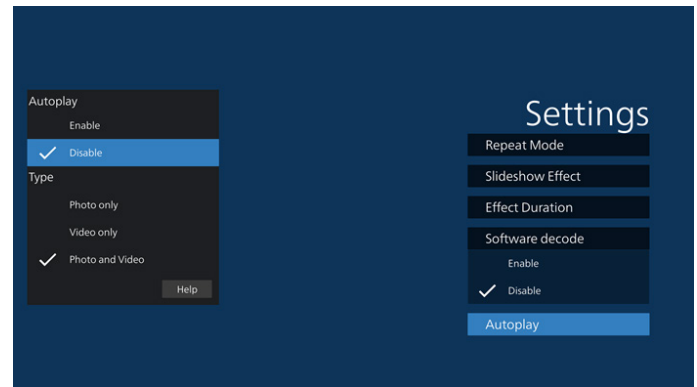 Autoplay
Enable
Disable
Type
Photo only
Video only
Photo and Video
Help
Settings
Repeat Mode
Slideshow Effect
Effect Duration
Software decode
Enable
Disable
Autoplay